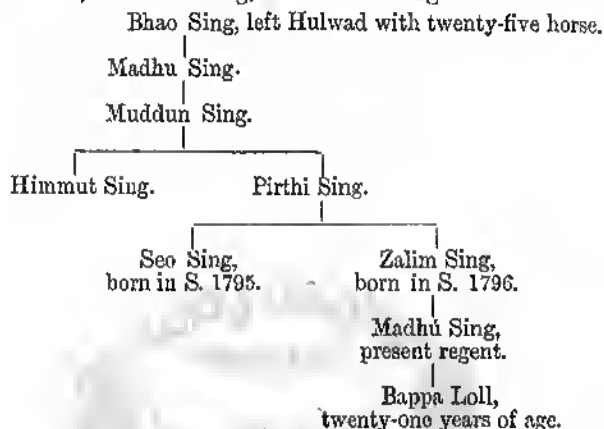 Bhao Sing, left Hulwad with twenty-five horse.
Madhu Sing.
Muddun Sing.
Himmut Sing. Pirthi Sing.
Seo Sing, Zalim Sing,
born in S. 1795. born in S. 1796.
Madhú Sing,
present regent.
Bappa Loll,
twenty-one years of age.